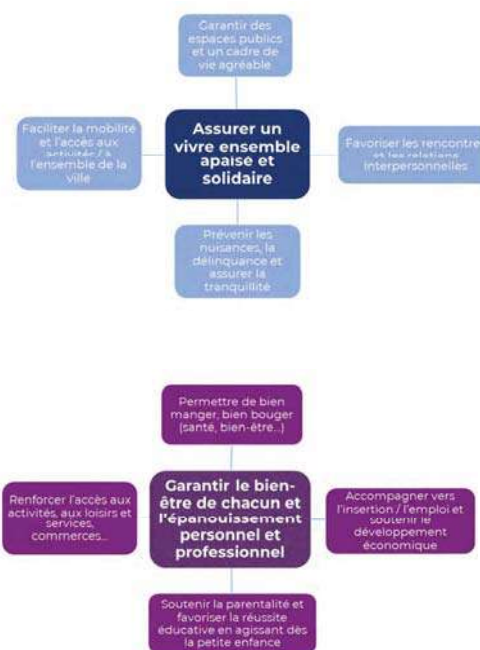 Garantir des
espaces publics
et un cadre de
vie agréable
Faciliter la mobilité
et l'accès aux
activités / à
l'ensemble de la
ville
Assurer un
vivre ensemble
apaisé et
solidaire
Favoriser les rencontre
et les relations
interpersonnelles
Prévenir les
nuisances, la
délinquance et
assurer la
tranquillité
Permettre de bien
manger, bien bouger
(santé, bien-être...)
Renforcer l'accès aux
activités, aux loisirs et
services,
commerces...
Garantir le bien-
être de chacun et
l'épanouissement
personnel et
professionnel
Accompagner vers
l'insertion / l'emploi et
soutenir le
développement
économique
Soutenir la parentalité et
favoriser la réussite
éducative en agissant dès
la petite enfance